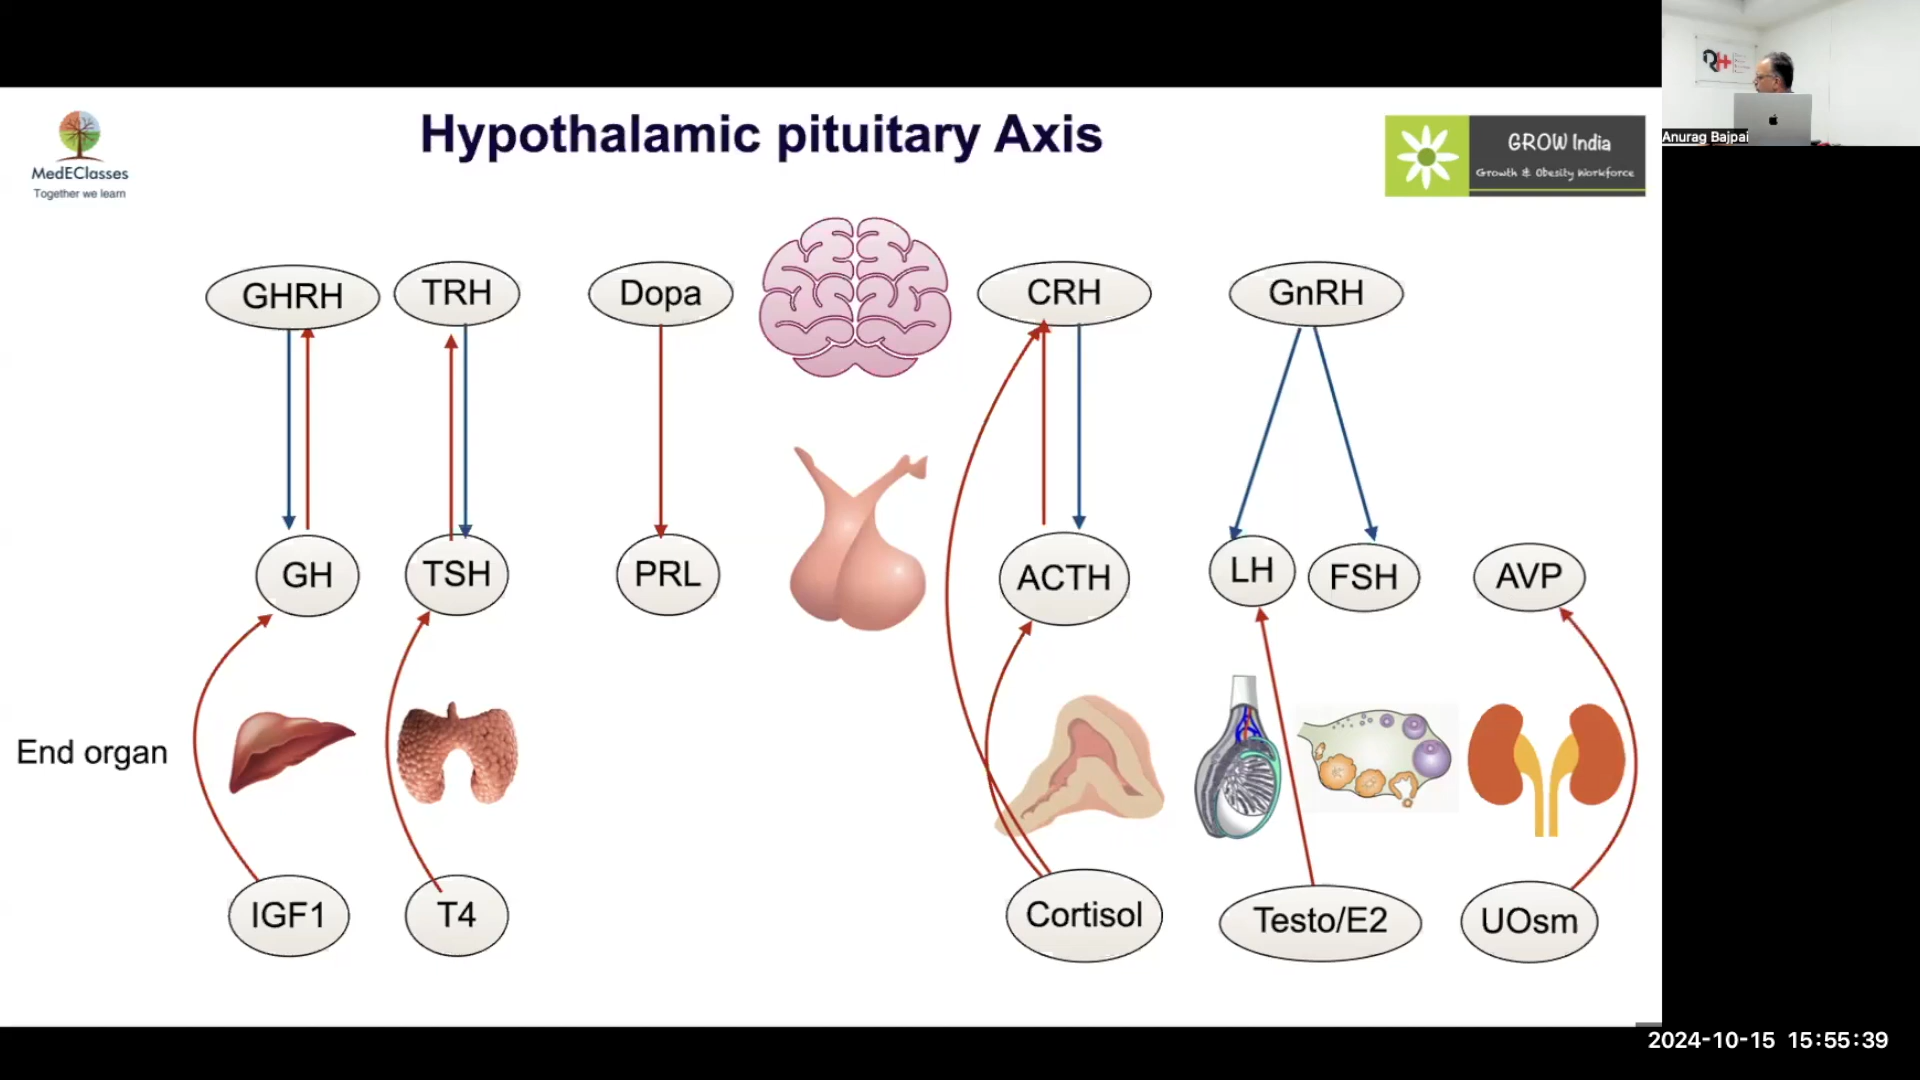 Hypothalamic pituitary Axis
MedEClasses
Together we learn
GROW India
Growth & Obesity Workforce
Anurag Bajpai
GHRH
TRH
Dopa
CRH
GnRH
GH
TSH
PRL
ACTH
LH
FSH
AVP
End organ
IGF1
T4
Cortisol
Testo/E2
UOsm
2024-10-15 15:55:39